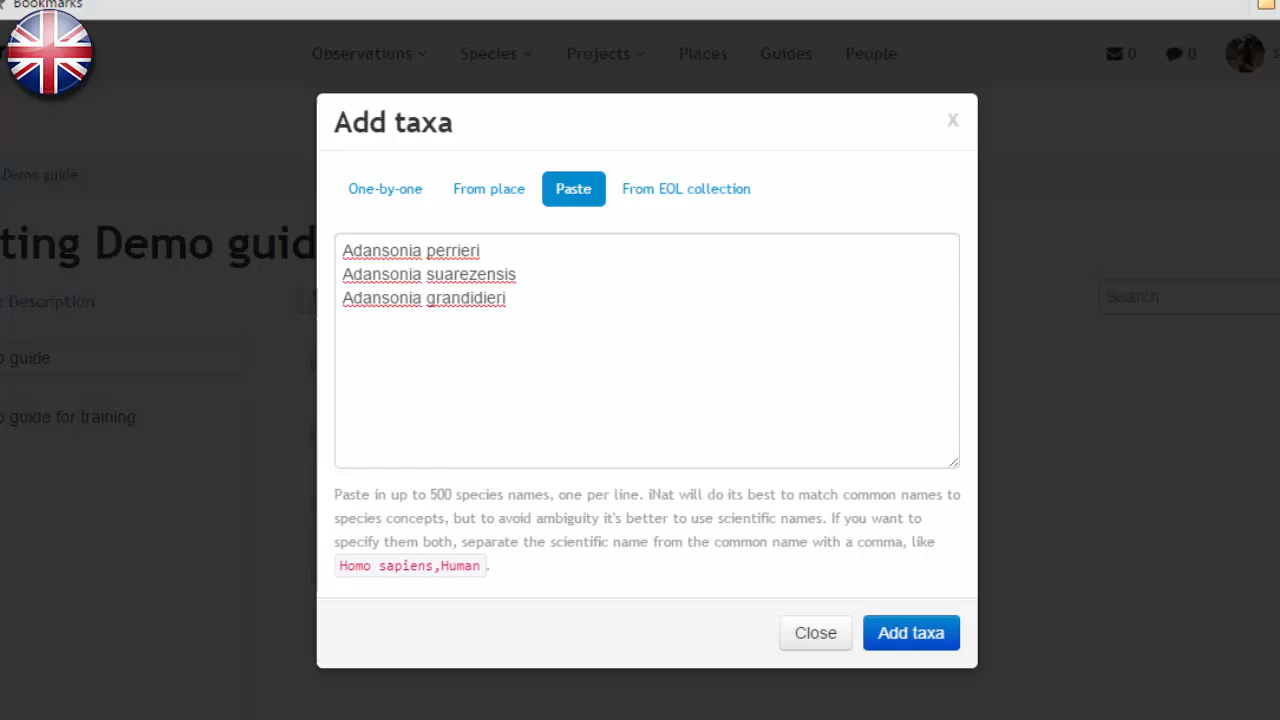 Bookmarks
Observations Species Projects Places Guides People 0 0
Add taxa X
Demo guide
One-by-one From place Paste From EOL collection
ting Demo guid
Adansonia perrieri
Adansonia suarezensis
Adansonia grandidieri
Description
Search
guide
guide for training
Paste in up to 500 species names, one per line. iNat will do its best to match common names to
species concepts, but to avoid ambiguity it's better to use scientific names. If you want to
specify them both, separate the scientific name from the common name with a comma, like
Homo sapiens,Human.
Close Add taxa